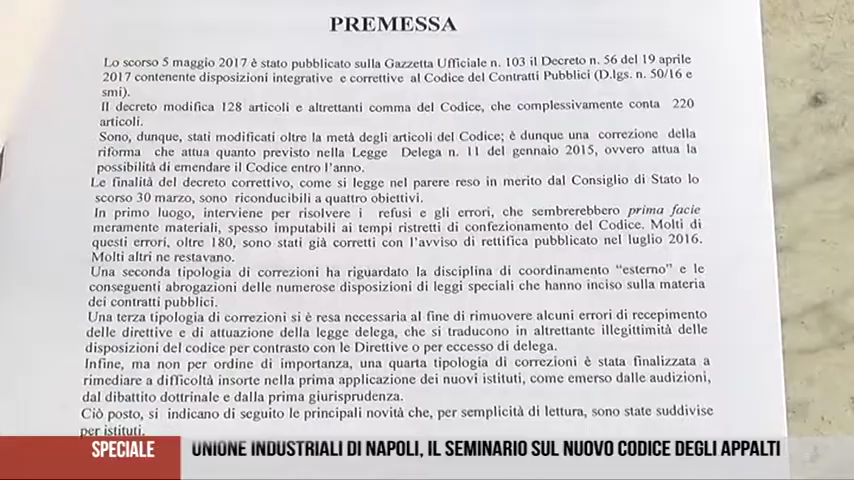 PREMESSA
Lo scorso 5 maggio 2017 è stato pubblicato sulla Gazzetta Ufficiale n. 103 il Decreto n. 56 del 19 aprile
2017 contenente disposizioni integrative e correttive al Codice del Contratti Pubblici (D.lgs. n. 50/16 e
smi).
Il decreto modifica 128 articoli e altrettanti comma del Codice, che complessivamente conta 220
articoli.
Sono, dunque, stati modificati oltre la metà degli articoli del Codice; è dunque una correzione della
riforma che attua quanto previsto nella Legge Delega n. 11 del gennaio 2015, ovvero attua la
possibilità di emendare il Codice entro l'anno.
Le finalità del decreto correttivo, come si legge nel parere reso in merito dal Consiglio di Stato lo
scorso 30 marzo, sono riconducibili a quattro obiettivi.
In primo luogo, interviene per risolvere i refusi e gli errori, che sembrerebbero prima facie
meramente materiali, spesso imputabili ai tempi ristretti di confezionamento del Codice. Molti di
questi errori, oltre 180, sono stati già corretti con l'avviso di rettifica pubblicato nel luglio 2016.
Molti altri ne restavano.
Una seconda tipologia di correzioni ha riguardato la disciplina di coordinamento "esterno" e le
conseguenti abrogazioni delle numerose disposizioni di leggi speciali che hanno inciso sulla materia
dei contratti pubblici.
Una terza tipologia di correzioni si è resa necessaria al fine di rimuovere alcuni errori di recepimento
delle direttive e di attuazione della legge delega, che si traducono in altrettante illegittimità delle
disposizioni del codice per contrasto con le Direttive o per eccesso di delega.
Infine, ma non per ordine di importanza, una quarta tipologia di correzioni è stata finalizzata a
rimediare a difficoltà insorte nella prima applicazione dei nuovi istituti, come emerso dalle audizioni,
dal dibattito dottrinale e dalla prima giurisprudenza.
Ciò posto, si indicano di seguito le principali novità che, per semplicità di lettura, sono state suddivise
per istituti.
SPECIALE UNIONE INDUSTRIALI DI NAPOLI, IL SEMINARIO SUL NUOVO CODICE DEGLI APPALTI